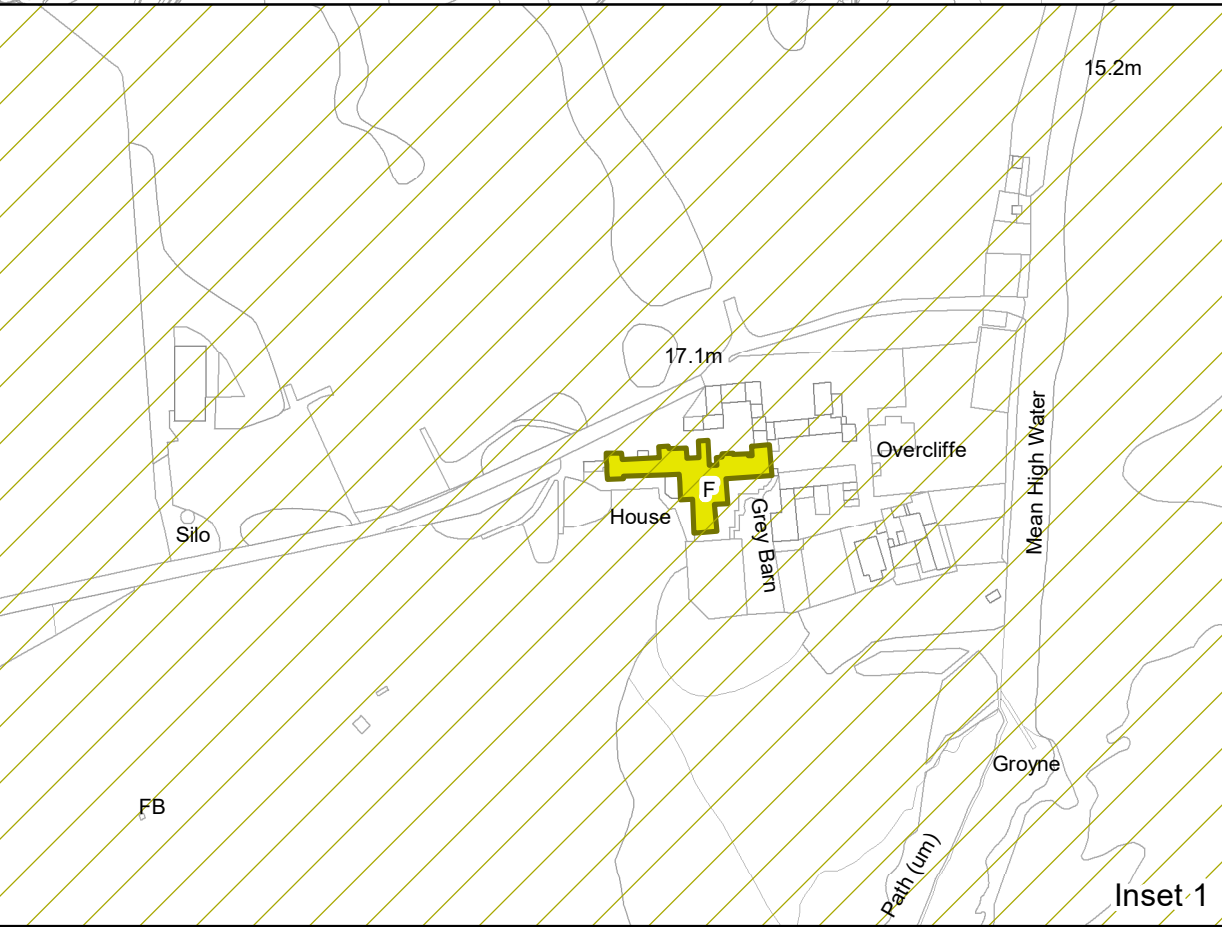 15.2m
17.1m
Mean High Water
Overcliffe
F
House
Grey Barn
Silo
Groyne
FB
Path (um)
Inset 1